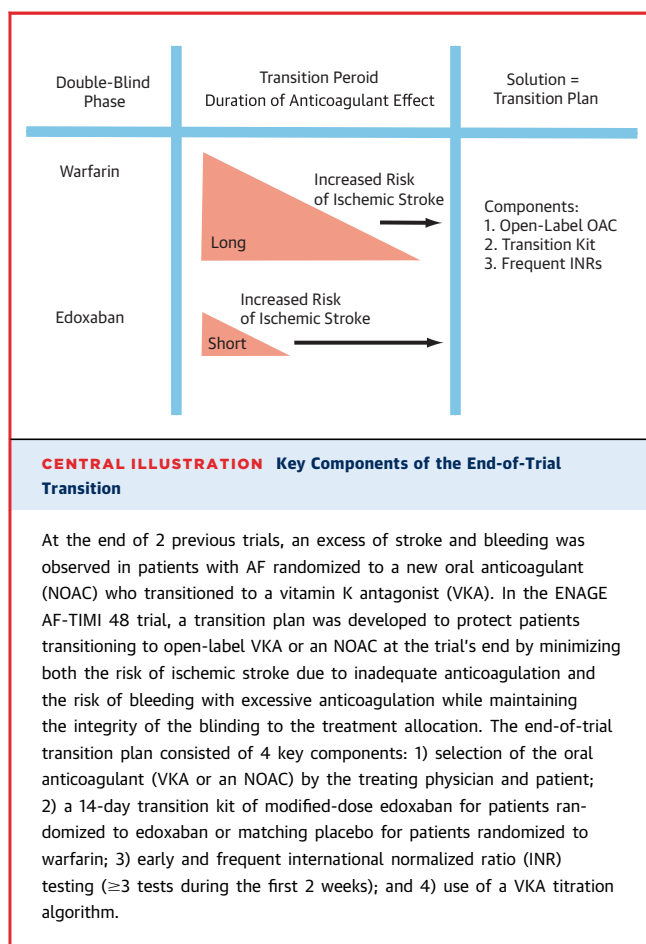 Double-Blind
Phase
Transition Peroid
Duration of Anticoagulant Effect
Solution =
Transition Plan
Warfarin
Increased Risk
of Ischemic Stroke
Long
Components:
1. Open-Label OAC
2. Transition Kit
3. Frequent INRs
Edoxaban
Increased Risk
of Ischemic Stroke
Short
CENTRAL ILLUSTRATION Key Components of the End-of-Trial
Transition
At the end of 2 previous trials, an excess of stroke and bleeding was
observed in patients with AF randomized to a new oral anticoagulant
(NOAC) who transitioned to a vitamin K antagonist (VKA). In the ENAGE
AF-TIMI 48 trial, a transition plan was developed to protect patients
transitioning to open-label VKA or an NOAC at the trial's end by minimizing
both the risk of ischemic stroke due to inadequate anticoagulation and
the risk of bleeding with excessive anticoagulation while maintaining
the integrity of the blinding to the treatment allocation. The end-of-trial
transition plan consisted of 4 key components: 1) selection of the oral
anticoagulant (VKA or an NOAC) by the treating physician and patient;
2) a 14-day transition kit of modified-dose edoxaban for patients ran-
domized to edoxaban or matching placebo for patients randomized to
warfarin; 3) early and frequent international normalized ratio (INR)
testing (≥3 tests during the first 2 weeks); and 4) use of a VKA titration
algorithm.